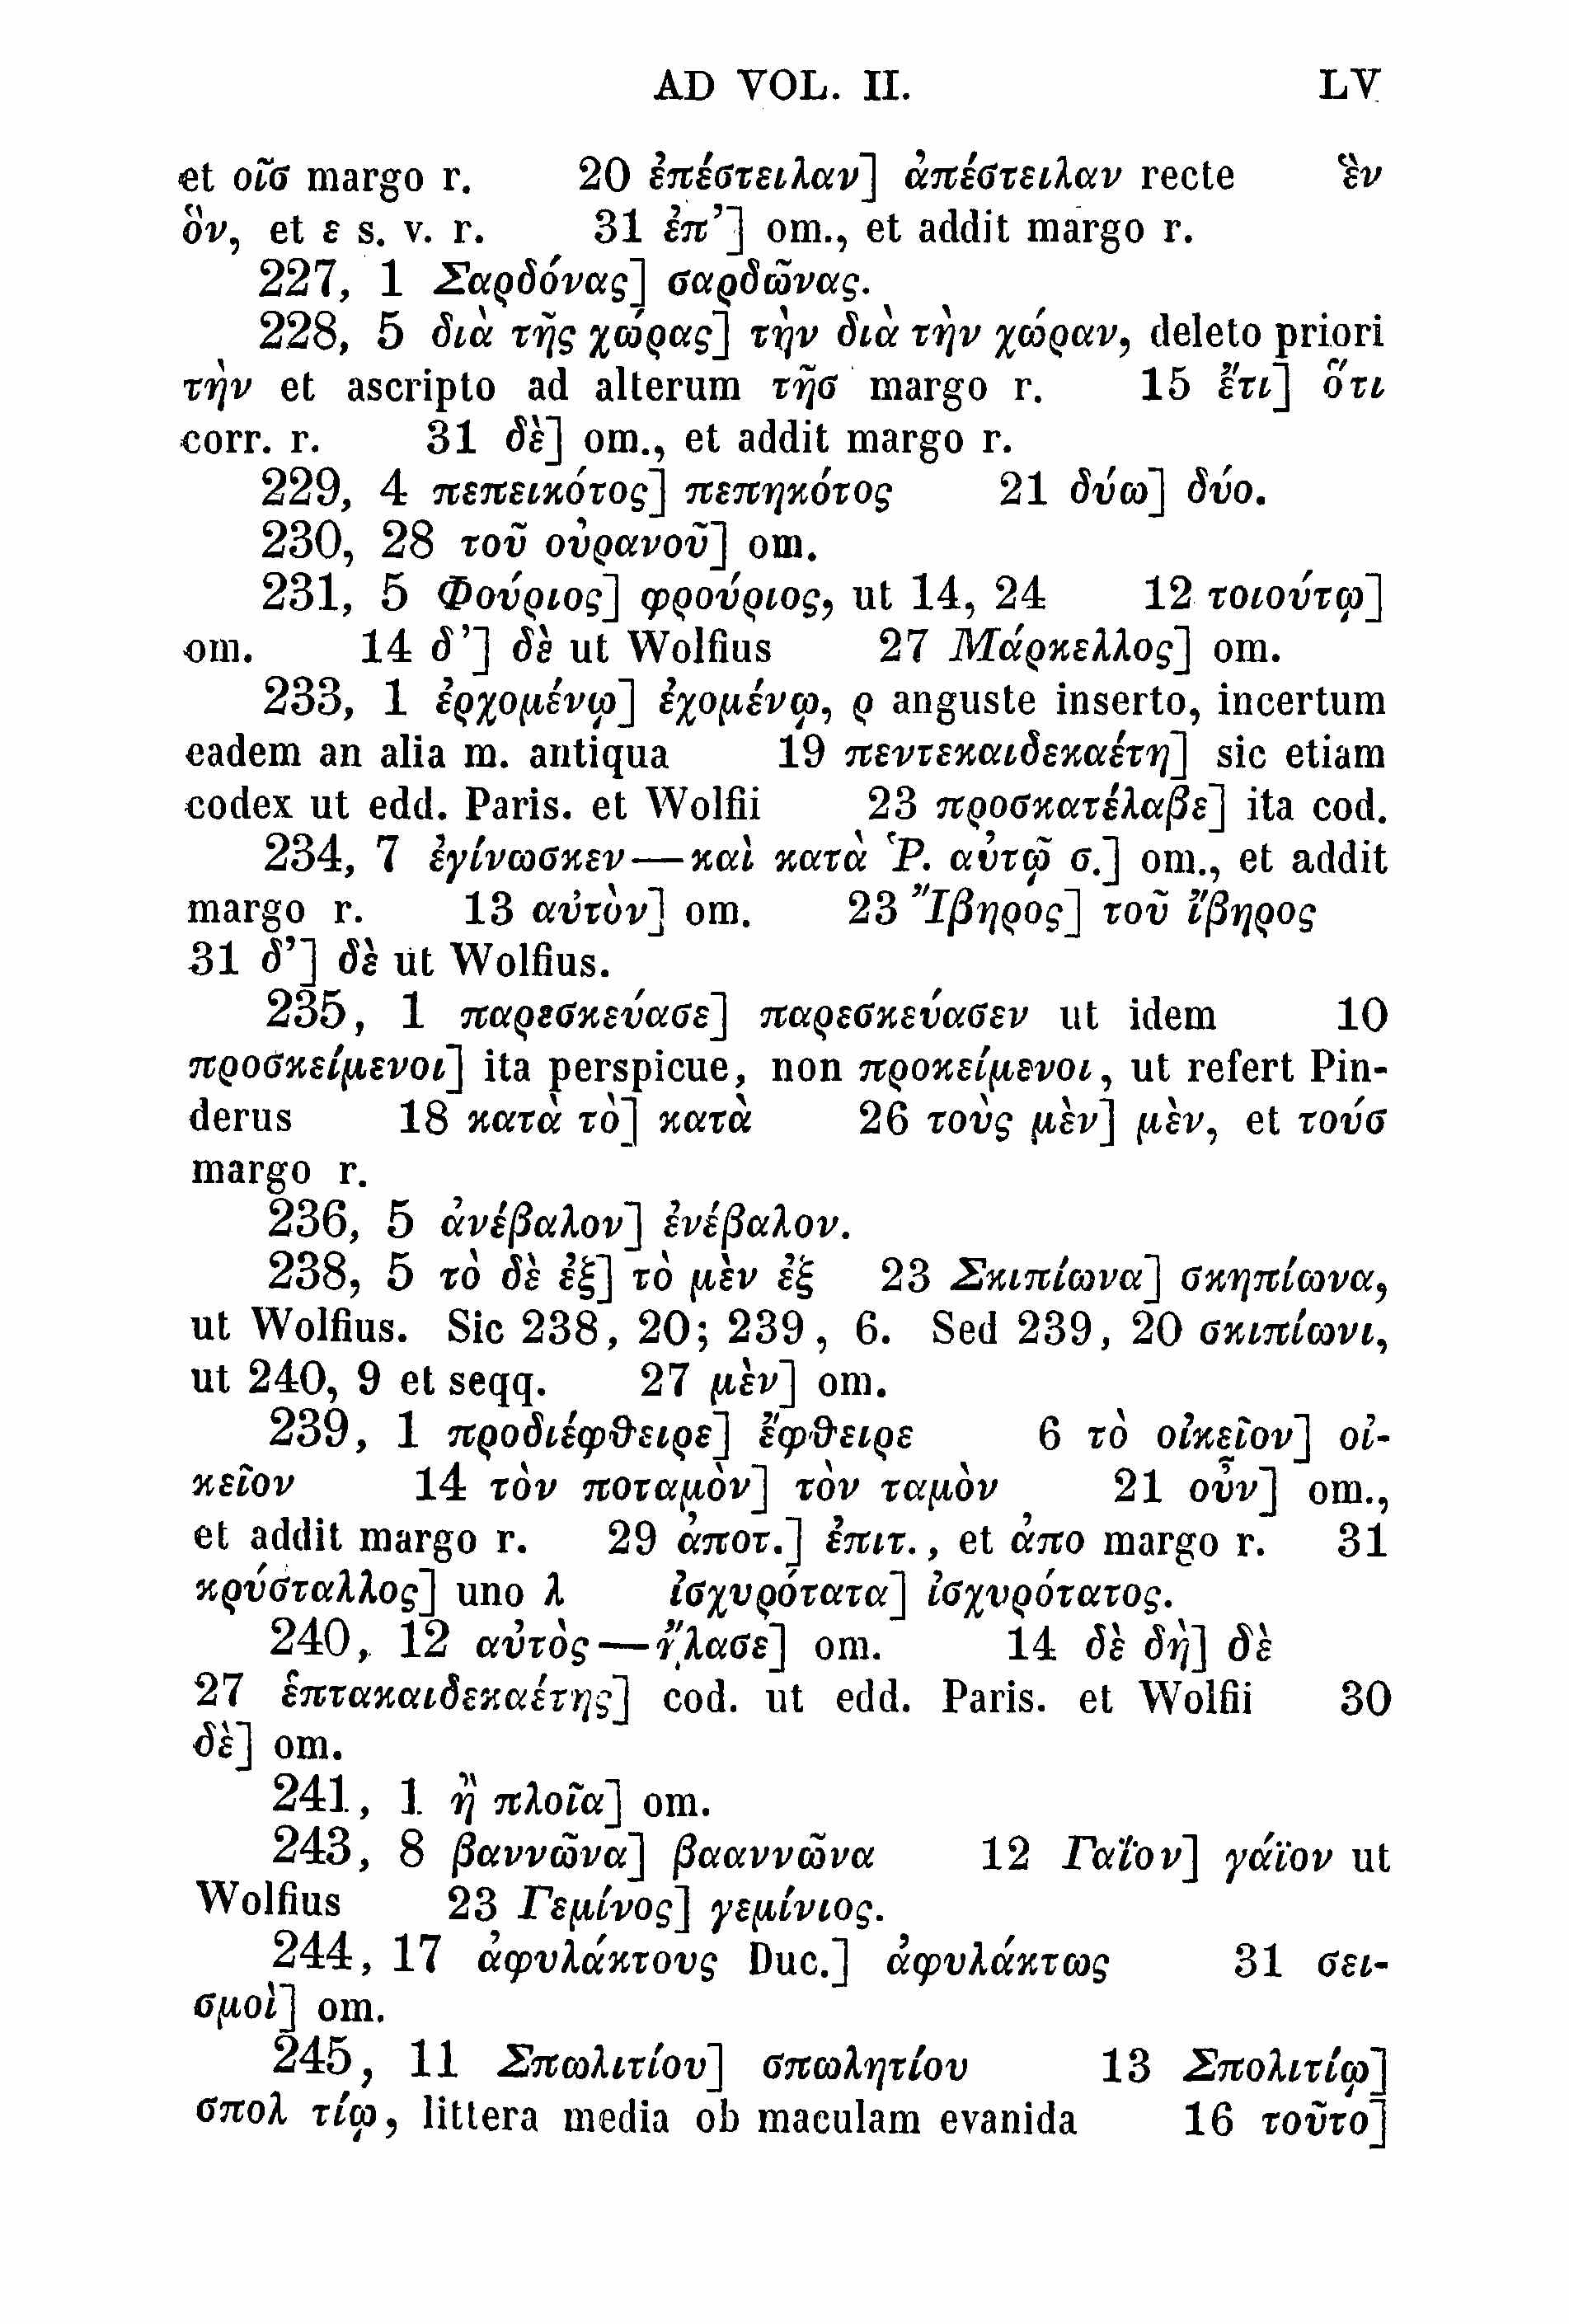 AD VOL. II. LV
et οἷσ margo r. 20 ἐπέστειλαν] ἀπέστειλαν recte ἓν
ὃν, et ε s. v. r. 31 ἐπ’] om., et addit margo r.
227, 1 Σαρδόνας] σαρδῶνας.
228, 5 διὰ τῆς χώρας] τὴν διὰ τὴν χώραν, deleto priori
τὴν et ascripto ad alterum τῆσ margo r. 15 ἔτι] ὅτι
corr. r. 31 δὲ] om., et addit margo r.
229, 4 πεπεικότος] πεπηκότος 21 δύω] δύο.
230, 28 τοῦ οὐρανοῦ] om.
231, 5 Φούριος] φρούριος, ut 14, 24 12 τοιούτῳ]
om. 14 δ’] δὲ ut Wolfius 27 Μάρκελλος] om.
233, 1 ἐρχομένῳ] ἐχομένῳ, ρ anguste inserto, incertum
eadem an alia m. antiqua 19 πεντεκαιδεκαέτη] sic etiam
codex ut edd. Paris. et Wolfii 23 προσκατέλαβε] ita cod.
234, 7 ἐγίνωσκεν—καὶ κατὰ Ῥ. αὐτῷ σ.] om., et addit
margo r. 13 αὐτὸν] om. 23 Ἴβηρος] τοῦ ἴβηρος
31 δ’] δὲ ut Wolfius.
235, 1 παρεσκεύασε] παρεσκεύασεν ut idem 10
προσκείμενοι] ita perspicue, non προκείμενοι, ut refert Pin-
derus 18 κατὰ τὸ] κατὰ 26 τοὺς μὲν] μὲν, et τούσ
margo r.
236, 5 ἀνέβαλον] ἐνέβαλον.
238, 5 τὸ δὲ ἐξ] τὸ μὲν ἐξ 23 Σκιπίωνα] σκηπίωνα,
ut Wolfius. Sic 238, 20; 239, 6. Sed 239, 20 σκιπίωνι,
ut 240, 9 et seqq. 27 μὲν] om.
239, 1 προδιέφθειρε] ἔφθειρε 6 τὸ οἰκεῖον] οἰ-
κεῖον 14 τὸν ποταμὸν] τὸν ταμὸν 21 οὖν] om.,
et addit margo r. 29 ἀποτ.] ἐπιτ., et ἀπο margo r. 31
κρύσταλλος] uno λ ἰσχυρότατα] ἰσχυρότατος.
240, 12 αὐτὸς—ἤλασε] om. 14 δὲ δὴ] δὲ
27 ἑπτακαιδεκαέτης] cod. ut edd. Paris. et Wolfii 30
δὲ] om.
241, 1 ἢ πλοῖα] om.
243, 8 βαννῶνα] βααννῶνα 12 Γαΐον] γάϊον ut
Wolfius 23 Γεμίνος] γεμίνιος.
244, 17 ἀφυλάκτους Duc.] ἀφυλάκτως 31 σει-
σμοὶ] om.
245, 11 Σπωλιτίου] σπωλητίου 13 Σπολιτίῳ]
σπολ τίῳ, littera media ob maculam evanida 16 τοῦτο]